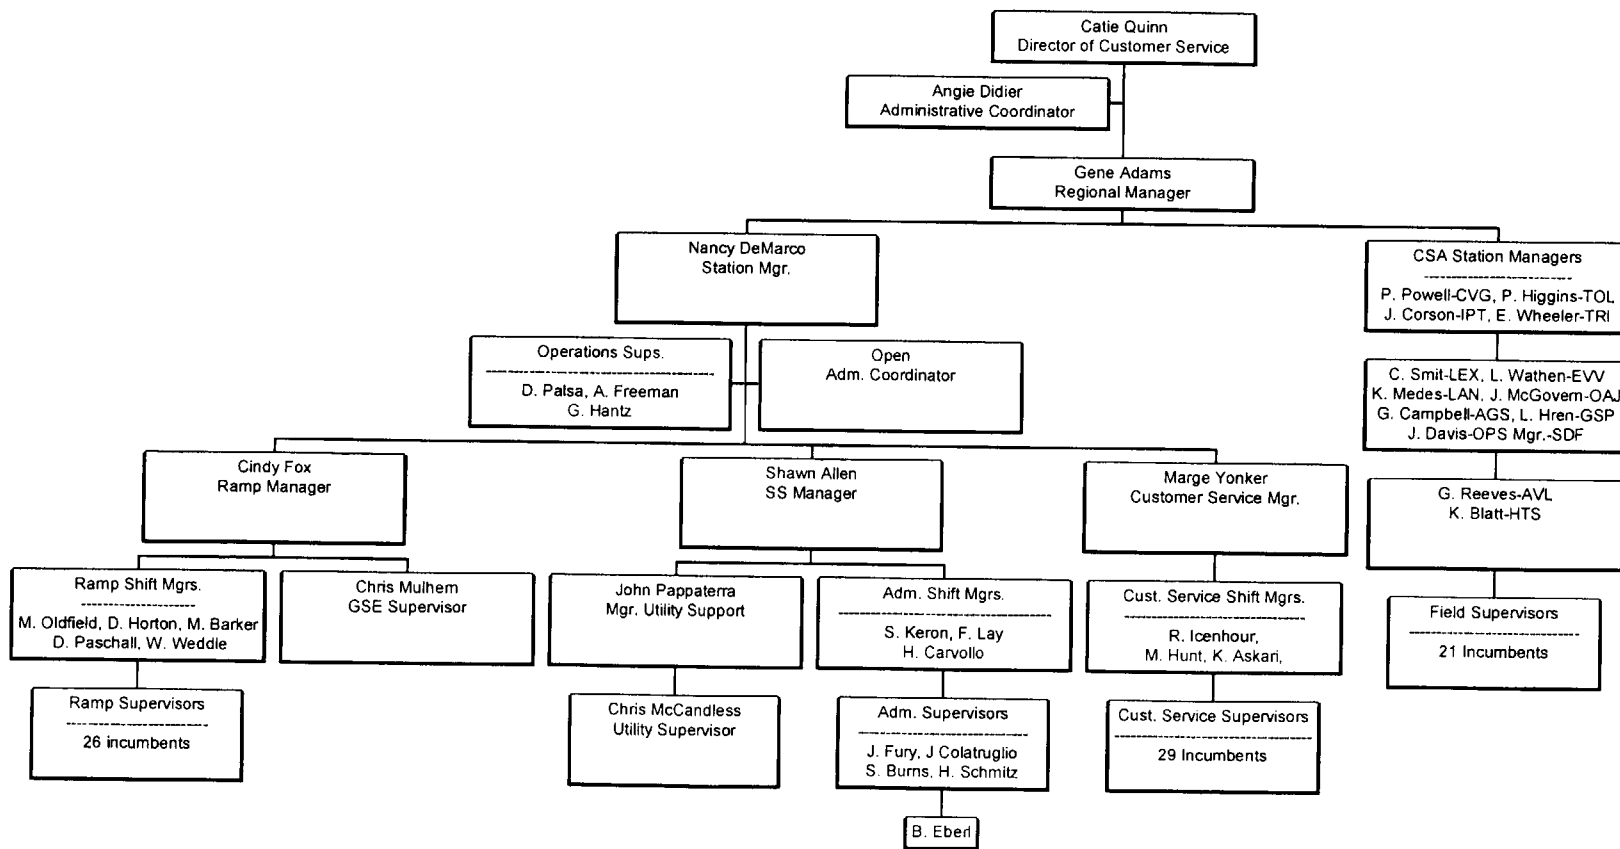 Catie Quinn
Director of Customer Service
Angie Didier
Administrative Coordinator
Gene Adams
Regional Manager
Nancy DeMarco
Station Mgr.
CSA Station Managers
P. Powell-CVG, P. Higgins-TOL
J. Corson-IPT, E. Wheeler-TRI
Operations Sups.
D. Palsa, A. Freeman
G. Hantz
Open
Adm. Coordinator
C. Smit-LEX, L. Wathen-EVV
K. Medes-LAN, J. McGovern-OAJ
G. Campbell-AGS, L. Hren-GSP
J. Davis-OPS Mgr.-SDF
Cindy Fox
Ramp Manager
Shawn Allen
SS Manager
Marge Yonker
Customer Service Mgr.
G. Reeves-AVL
K. Blatt-HTS
Ramp Shift Mgrs.
M. Oldfield, D. Horton, M. Barker
D. Paschall, W. Weddle
Chris Mulhem
GSE Supervisor
John Pappaterra
Mgr. Utility Support
Adm. Shift Mgrs.
S. Keron, F. Lay
H. Carvollo
Cust. Service Shift Mgrs.
R. Icenhour,
M. Hunt, K. Askari,
Field Supervisors
21 Incumbents
Ramp Supervisors
26 incumbents
Chris McCandless
Utility Supervisor
Adm. Supervisors
J. Fury, J Colatruglio
S. Burns, H. Schmitz
Cust. Service Supervisors
29 Incumbents
B. Eberl